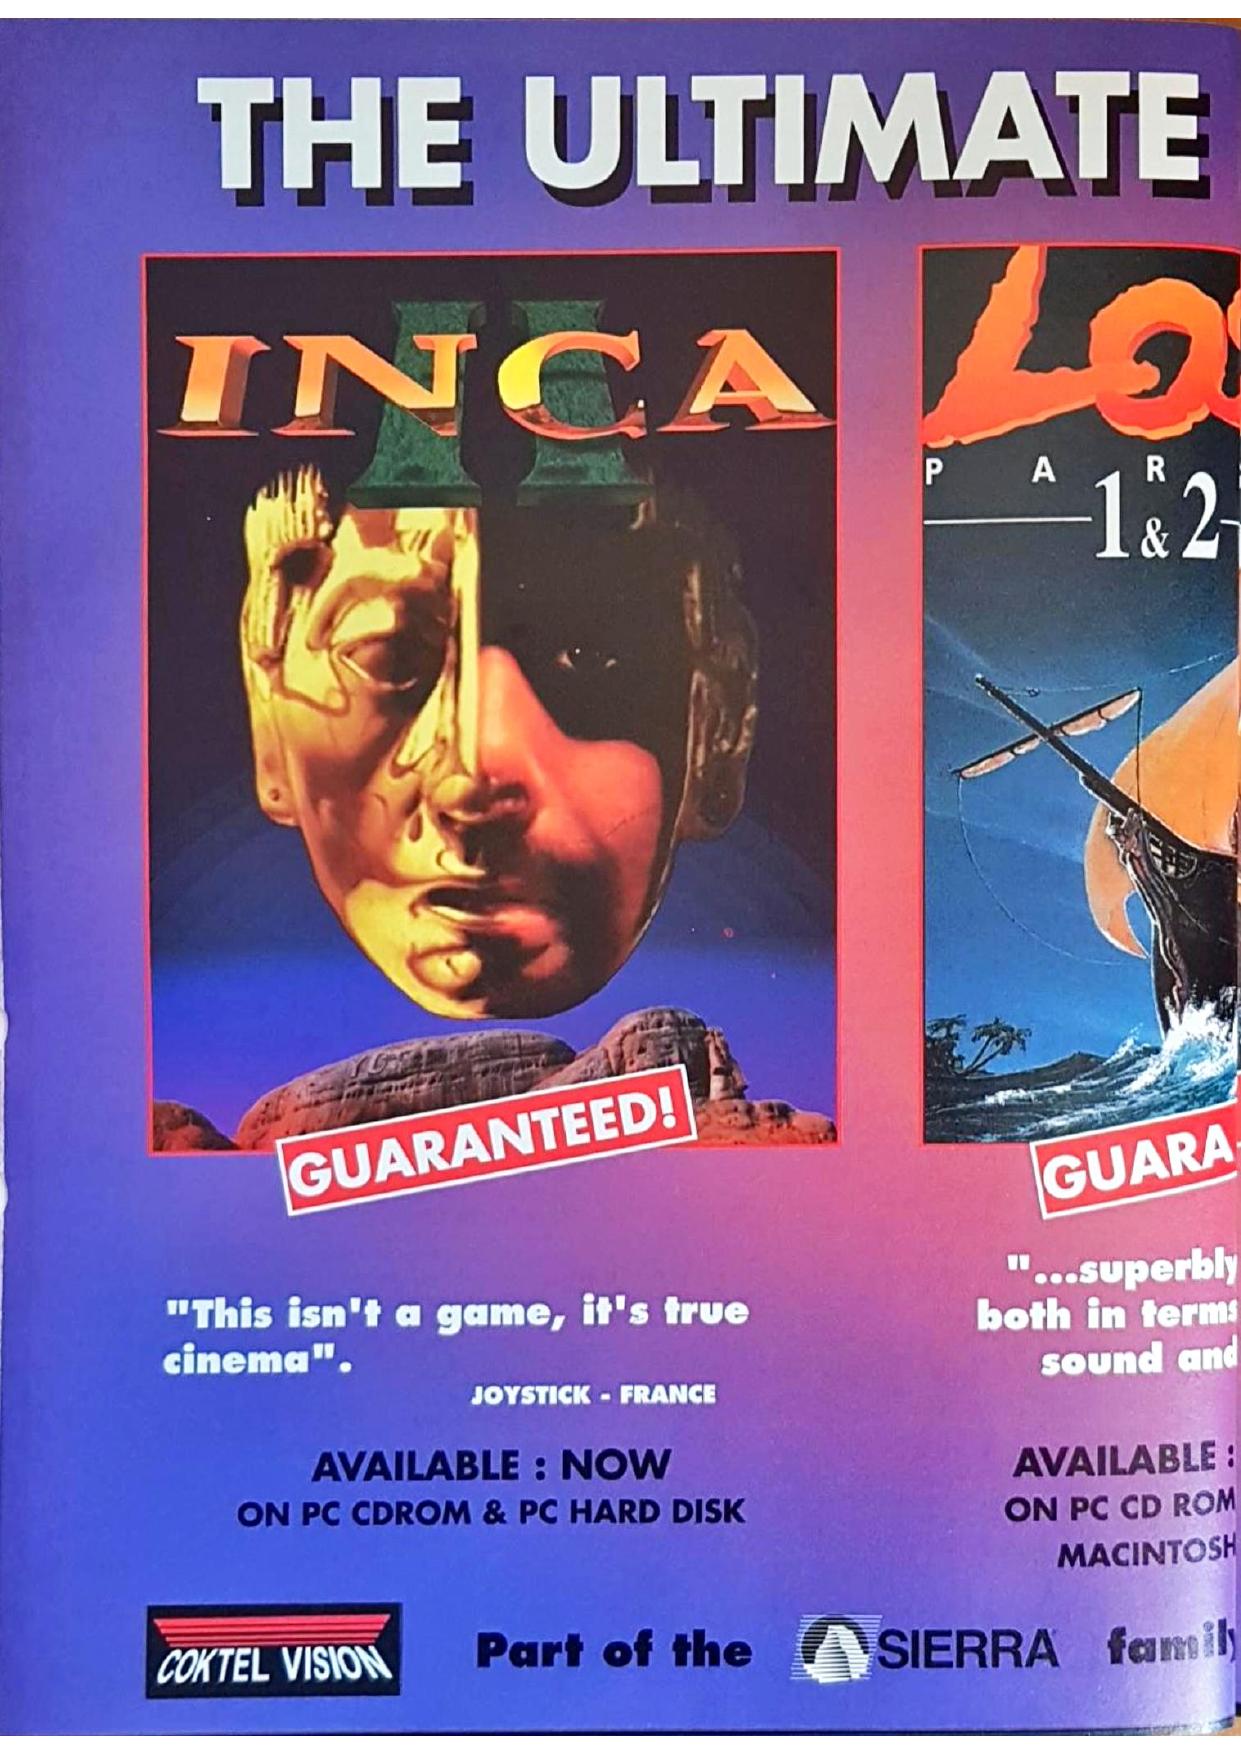 THE ULTIMATE
INCA
II
GUARANTEED!
"This isn't a game, it's true
cinema".
JOYSTICK - FRANCE
AVAILABLE : NOW
ON PC CDROM & PC HARD DISK
LO
P A R
1 & 2
GUARA
"...superbly
both in terms
sound and
AVAILABLE :
ON PC CD ROM
MACINTOSH
COKTEL VISION
Part of the SIERRA family